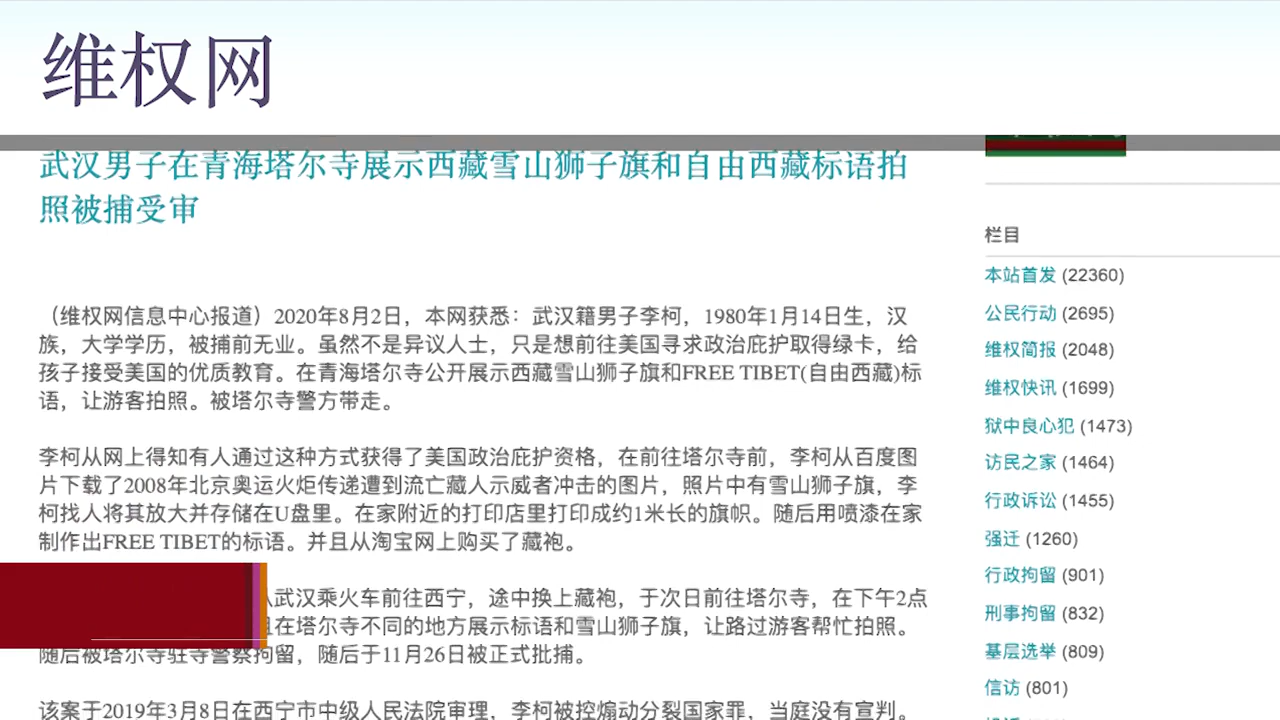 维权网
武汉男子在青海塔尔寺展示西藏雪山狮子旗和自由西藏标语拍
照被捕受审
（维权网信息中心报道）2020年8月2日，本网获悉：武汉籍男子李柯，1980年1月14日生，汉
族，大学学历，被捕前无业。虽然不是异议人士，只是想前往美国寻求政治庇护取得绿卡，给
孩子接受美国的优质教育。在青海塔尔寺公开展示西藏雪山狮子旗和FREE TIBET(自由西藏)标
语，让游客拍照。被塔尔寺警方带走。
李柯从网上得知有人通过这种方式获得了美国政治庇护资格，在前往塔尔寺前，李柯从百度图
片下载了2008年北京奥运火炬传递遭到流亡藏人示威者冲击的图片，照片中有雪山狮子旗，李
柯找人将其放大并存储在U盘里。在家附近的打印店里打印成约1米长的旗帜。随后用喷漆在家
制作出FREE TIBET的标语。并且从淘宝网上购买了藏袍。
武汉乘火车前往西宁，途中换上藏袍，于次日前往塔尔寺，在下午2点
在塔尔寺不同的地方展示标语和雪山狮子旗，让路过游客帮忙拍照。
随后被塔尔寺驻寺警察拘留，随后于11月26日被正式批捕。
该案于2019年3月8日在西宁市中级人民法院审理，李柯被控煽动分裂国家罪，当庭没有宣判。
栏目
本站首发 (22360)
公民行动 (2695)
维权简报 (2048)
维权快讯 (1699)
狱中良心犯 (1473)
访民之家 (1464)
行政诉讼 (1455)
强迁 (1260)
行政拘留 (901)
刑事拘留 (832)
基层选举 (809)
信访 (801)